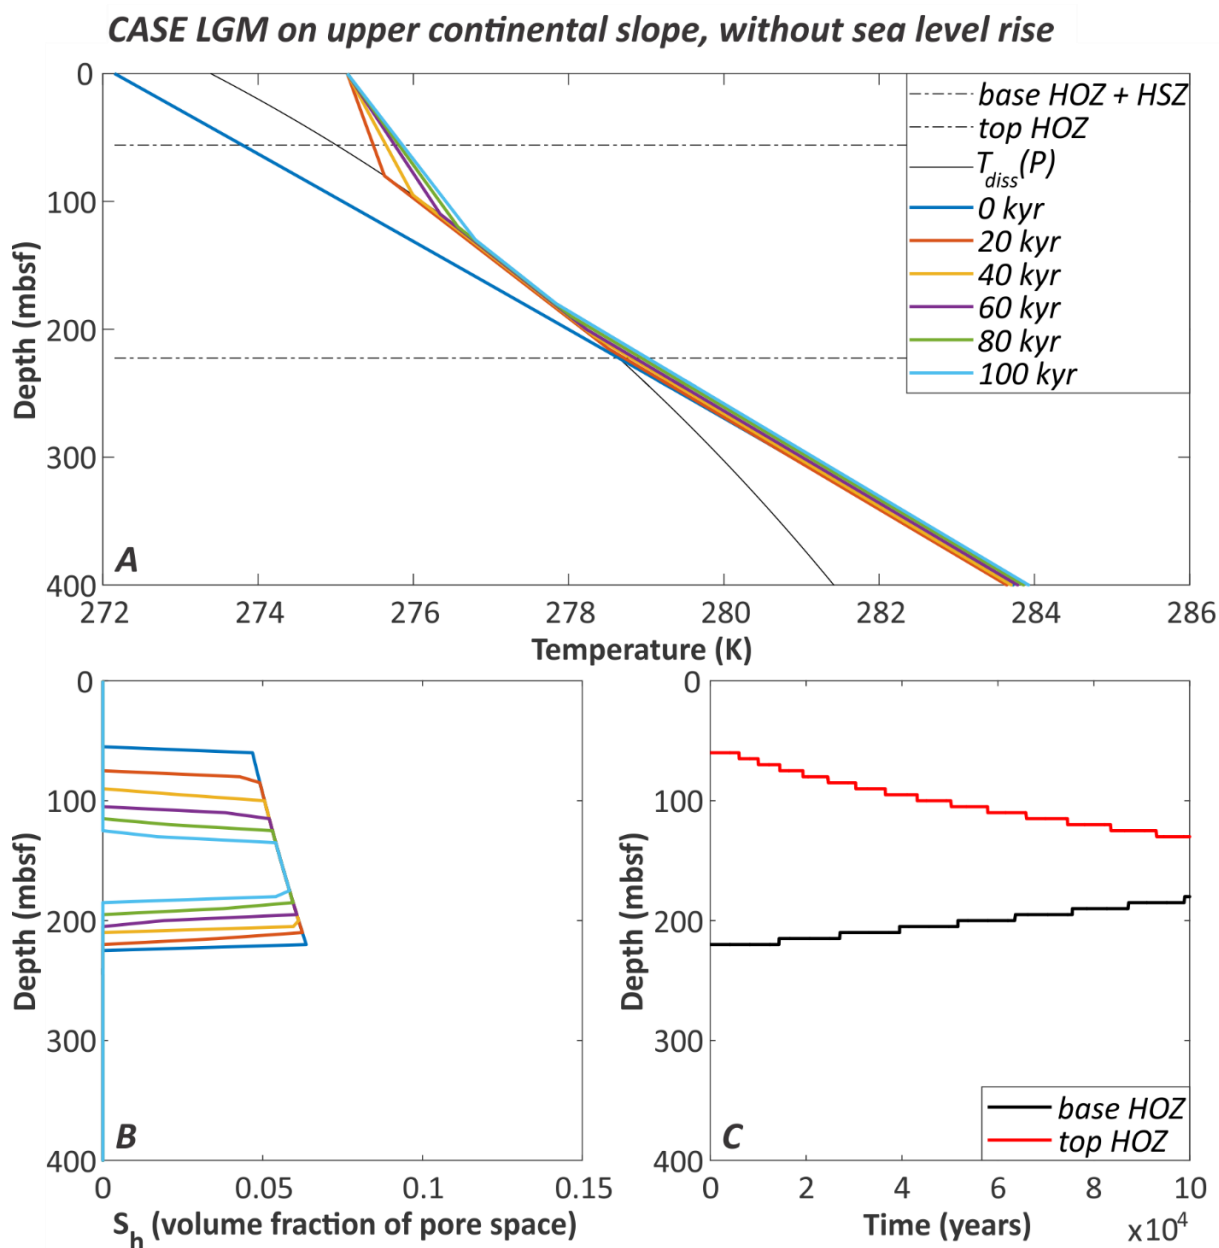 CASE LGM on upper continental slope, without sea level rise
0
100
200
300
400
Depth (mbsf)
272
274
276
278
280
282
284
286
Temperature (K)
base HOZ + HSZ
top HOZ
T_diss(P)
0 kyr
20 kyr
40 kyr
60 kyr
80 kyr
100 kyr
A
0
100
200
300
400
Depth (mbsf)
0
0.05
0.1
0.15
S_h (volume fraction of pore space)
B
0
100
200
300
400
Depth (mbsf)
0
2
4
6
8
10
Time (years)
x10^4
base HOZ
top HOZ
C